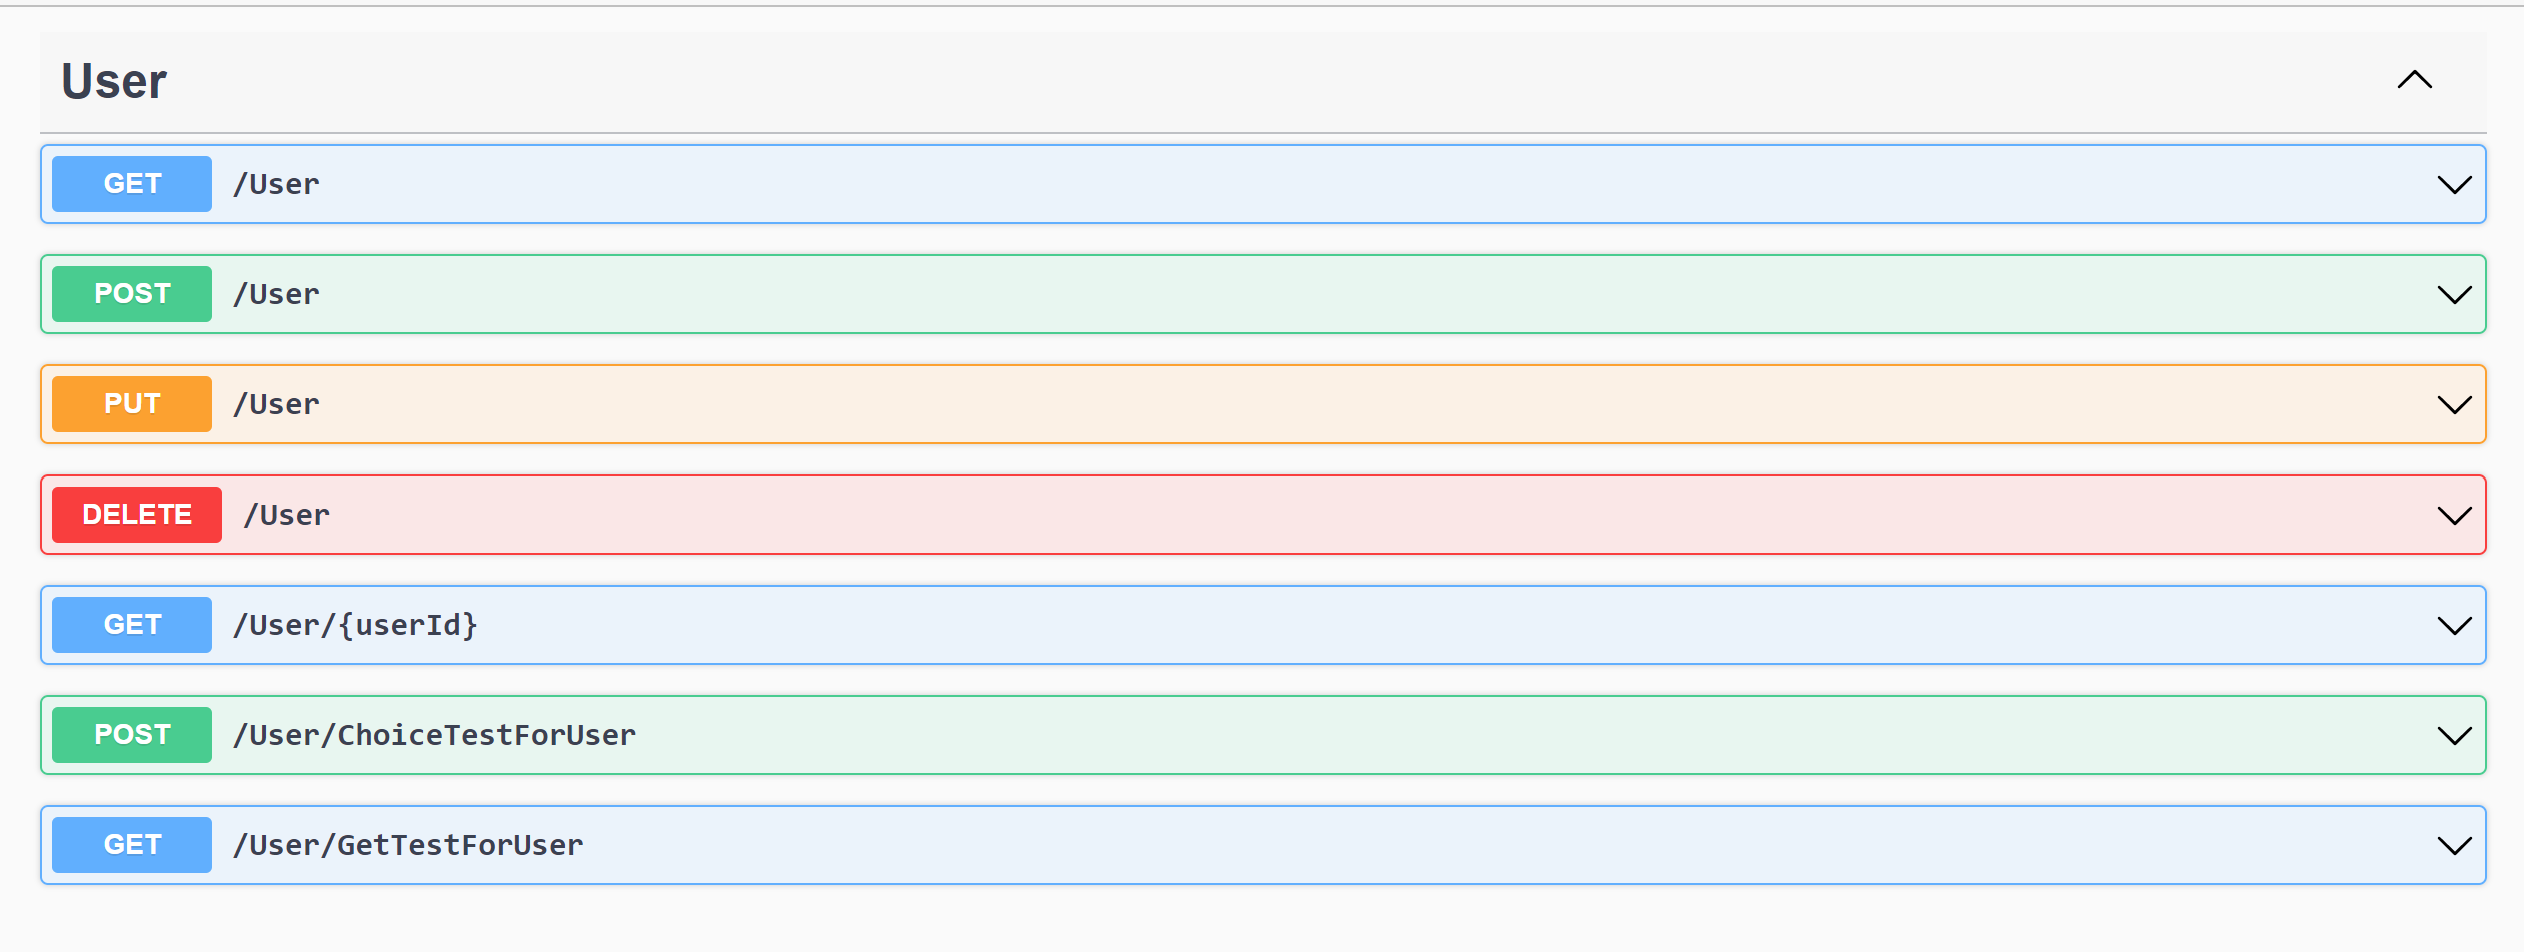 User
GET /User
POST /User
PUT /User
DELETE /User
GET /User/{userId}
POST /User/ChoiceTestForUser
GET /User/GetTestForUser